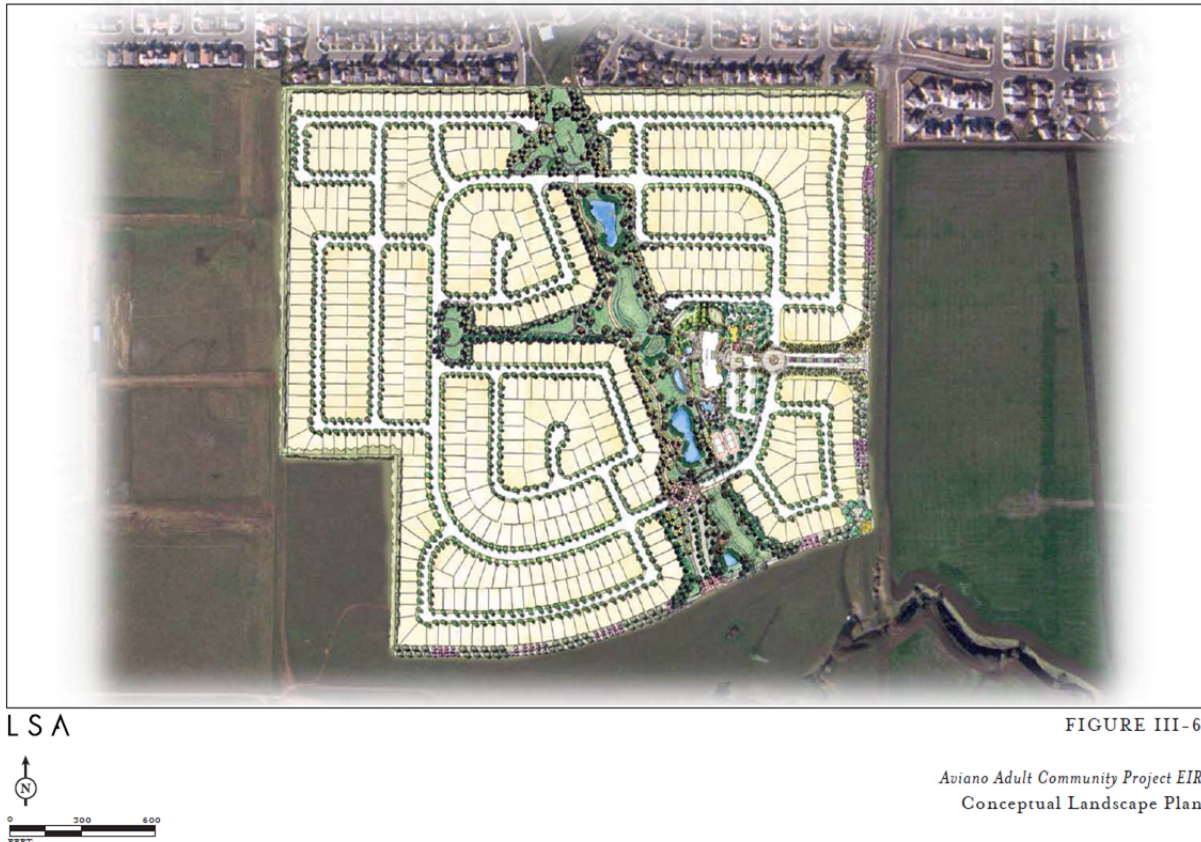 LSA
FIGURE III-6
N
0 300 600
FEET
Aviano Adult Community Project EIR
Conceptual Landscape Plan